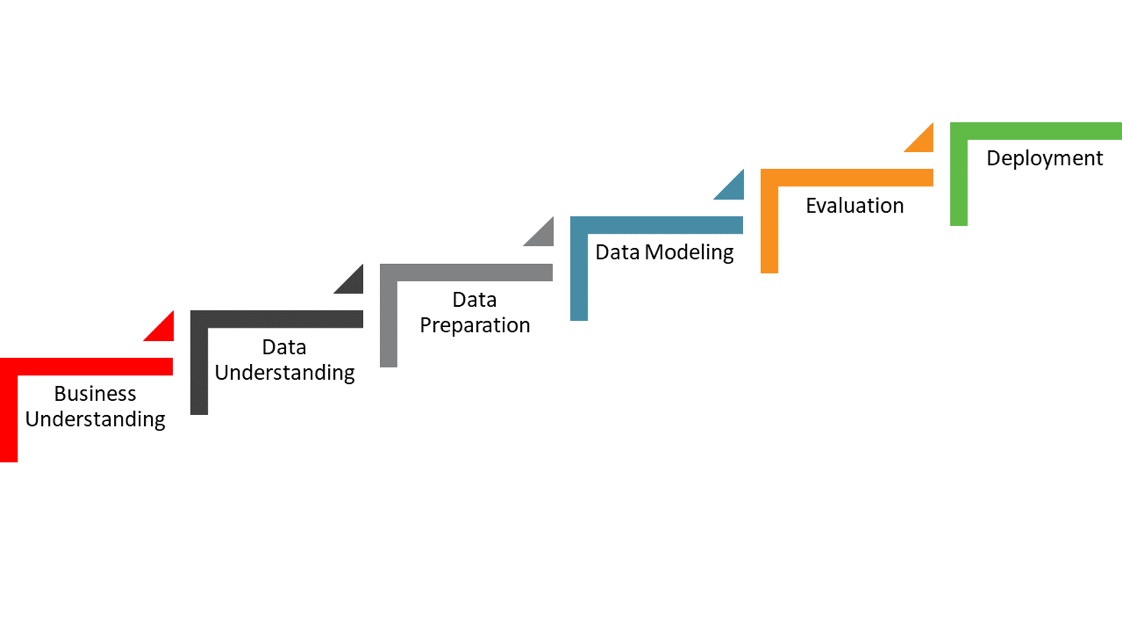 Business
Understanding
Data
Understanding
Data
Preparation
Data Modeling
Evaluation
Deployment